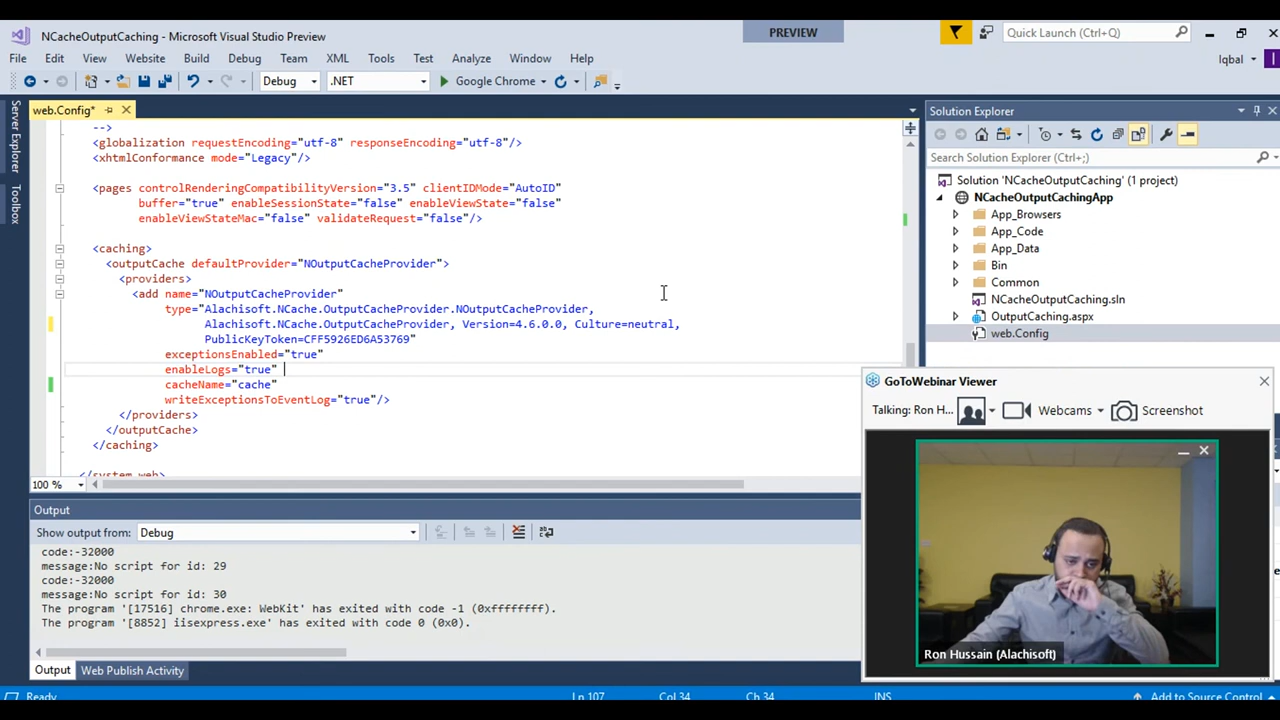 NCacheOutputCaching - Microsoft Visual Studio Preview
PREVIEW
Quick Launch (Ctrl+Q)
File Edit View Website Build Debug Team XML Tools Test Analyze Window Help
Iqbal
Debug .NET Google Chrome
Server Explorer
Toolbox
web.Config*
-->
<globalization requestEncoding="utf-8" responseEncoding="utf-8"/>
<xhtmlConformance mode="Legacy"/>
<pages controlRenderingCompatibilityVersion="3.5" clientIDMode="AutoID"
buffer="true" enableSessionState="false" enableViewState="false"
enableViewStateMac="false" validateRequest="false"/>
<caching>
<outputCache defaultProvider="NOutputCacheProvider">
<providers>
<add name="NOutputCacheProvider"
type="Alachisoft.NCache.OutputCacheProvider.NOutputCacheProvider,
Alachisoft.NCache.OutputCacheProvider, Version=4.6.0.0, Culture=neutral,
PublicKeyToken=CFF5926ED6A53769"
exceptionsEnabled="true"
enableLogs="true"
cacheName="cache"
writeExceptionsToEventLog="true"/>
</providers>
</outputCache>
</caching>
</system.web>
100 %
Solution Explorer
Search Solution Explorer (Ctrl+;)
Solution 'NCacheOutputCaching' (1 project)
NCacheOutputCachingApp
App_Browsers
App_Code
App_Data
Bin
Common
NCacheOutputCaching.sln
OutputCaching.aspx
web.Config
GoToWebinar Viewer
Talking: Ron H... Webcams Screenshot
Ron Hussain (Alachisoft)
Output
Show output from: Debug
code:-32000
message:No script for id: 29
code:-32000
message:No script for id: 30
The program '[17516] chrome.exe: WebKit' has exited with code -1 (0xffffffff).
The program '[8852] iisexpress.exe' has exited with code 0 (0x0).
Output Web Publish Activity
Ready Ln 107 Col 34 Ch 34 INS Add to Source Control